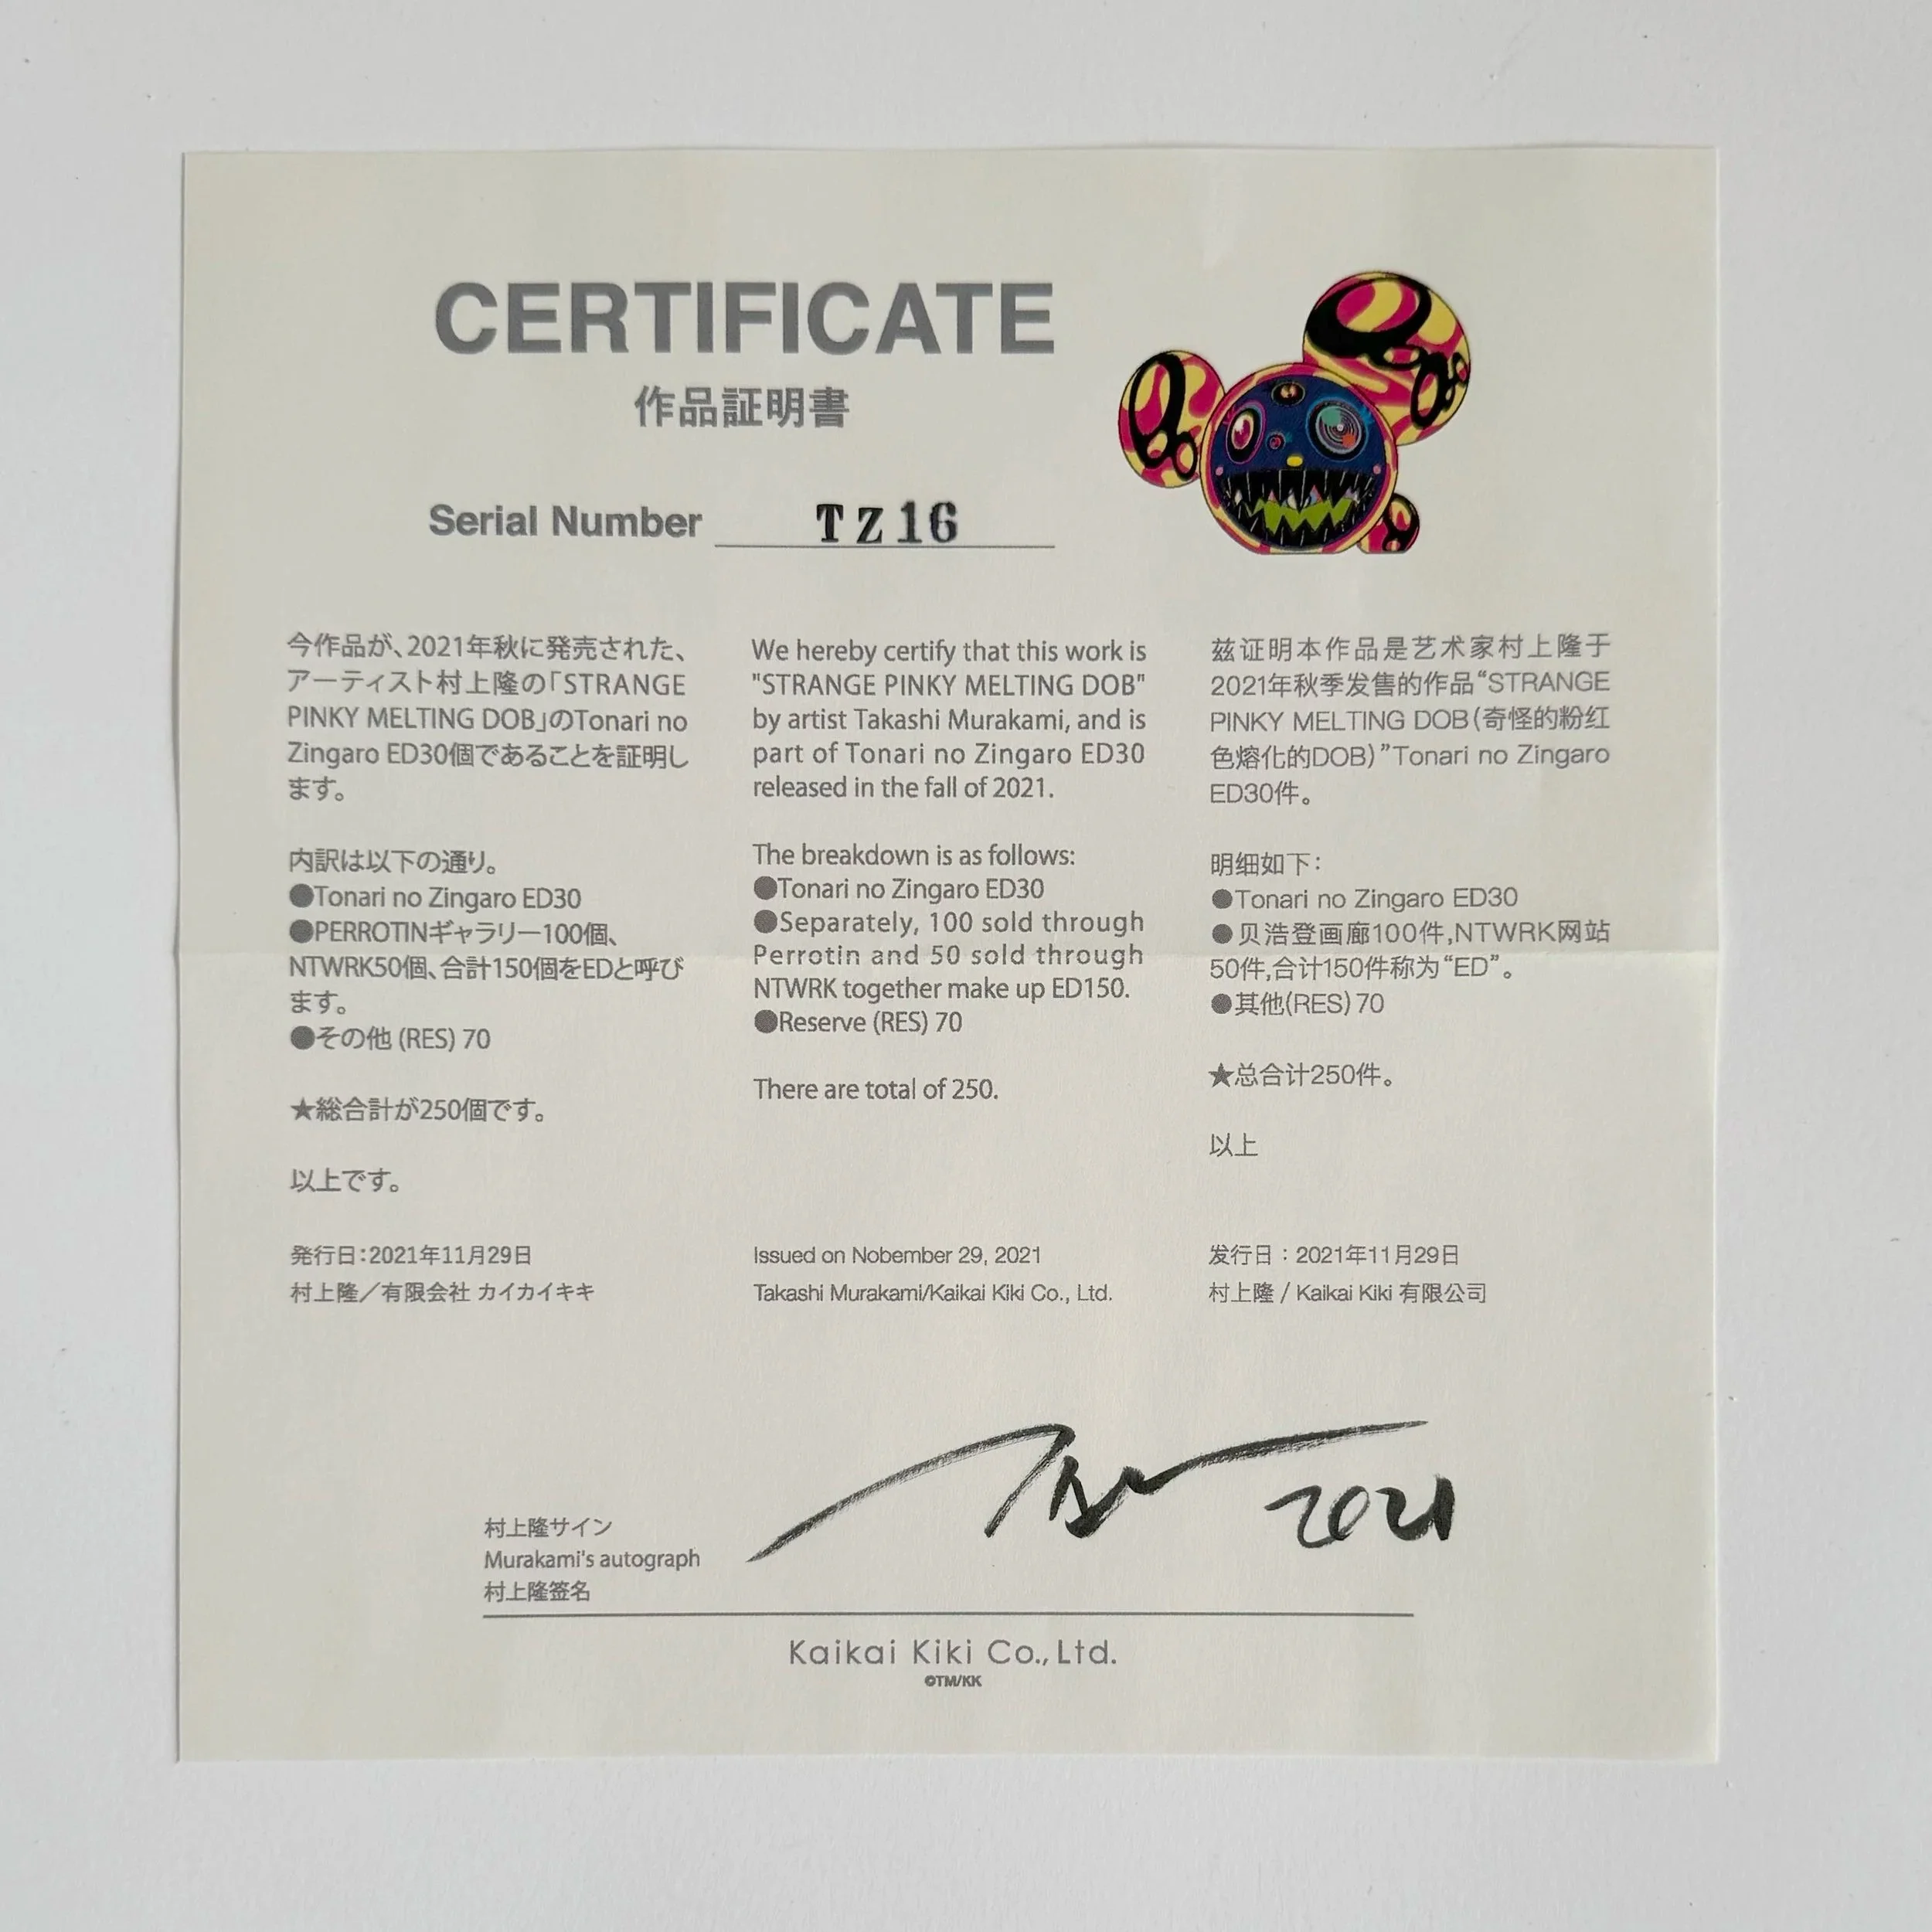 CERTIFICATE
作品証明書
Serial Number TZ16
今作品が、2021年秋に発売された、
アーティスト村上隆の「STRANGE
PINKY MELTING DOB」のTonari no
Zingaro ED30個であることを証明し
ます。
内訳は以下の通り。
●Tonari no Zingaro ED30
●PERROTINギャラリー100個、
NTWRK50個、合計150個をEDと呼び
ます。
●その他 (RES) 70
★総合計が250個です。
以上です。
発行日：2021年11月29日
村上隆／有限会社 カイカイキキ
We hereby certify that this work is
"STRANGE PINKY MELTING DOB"
by artist Takashi Murakami, and is
part of Tonari no Zingaro ED30
released in the fall of 2021.
The breakdown is as follows:
●Tonari no Zingaro ED30
●Separately, 100 sold through
Perrotin and 50 sold through
NTWRK together make up ED150.
●Reserve (RES) 70
There are total of 250.
Issued on Nobember 29, 2021
Takashi Murakami/Kaikai Kiki Co., Ltd.
兹证明本作品是艺术家村上隆于
2021年秋季发售的作品“STRANGE
PINKY MELTING DOB(奇怪的粉红
色熔化的DOB)”Tonari no Zingaro
ED30件。
明细如下：
●Tonari no Zingaro ED30
●贝浩登画廊100件,NTWRK网站
50件,合计150件称为“ED”。
●其他(RES) 70
★总合计250件。
以上
发行日：2021年11月29日
村上隆 / Kaikai Kiki 有限公司
村上隆サイン
Murakami's autograph
村上隆签名
2021
Kaikai Kiki Co.,Ltd.
©TM/KK